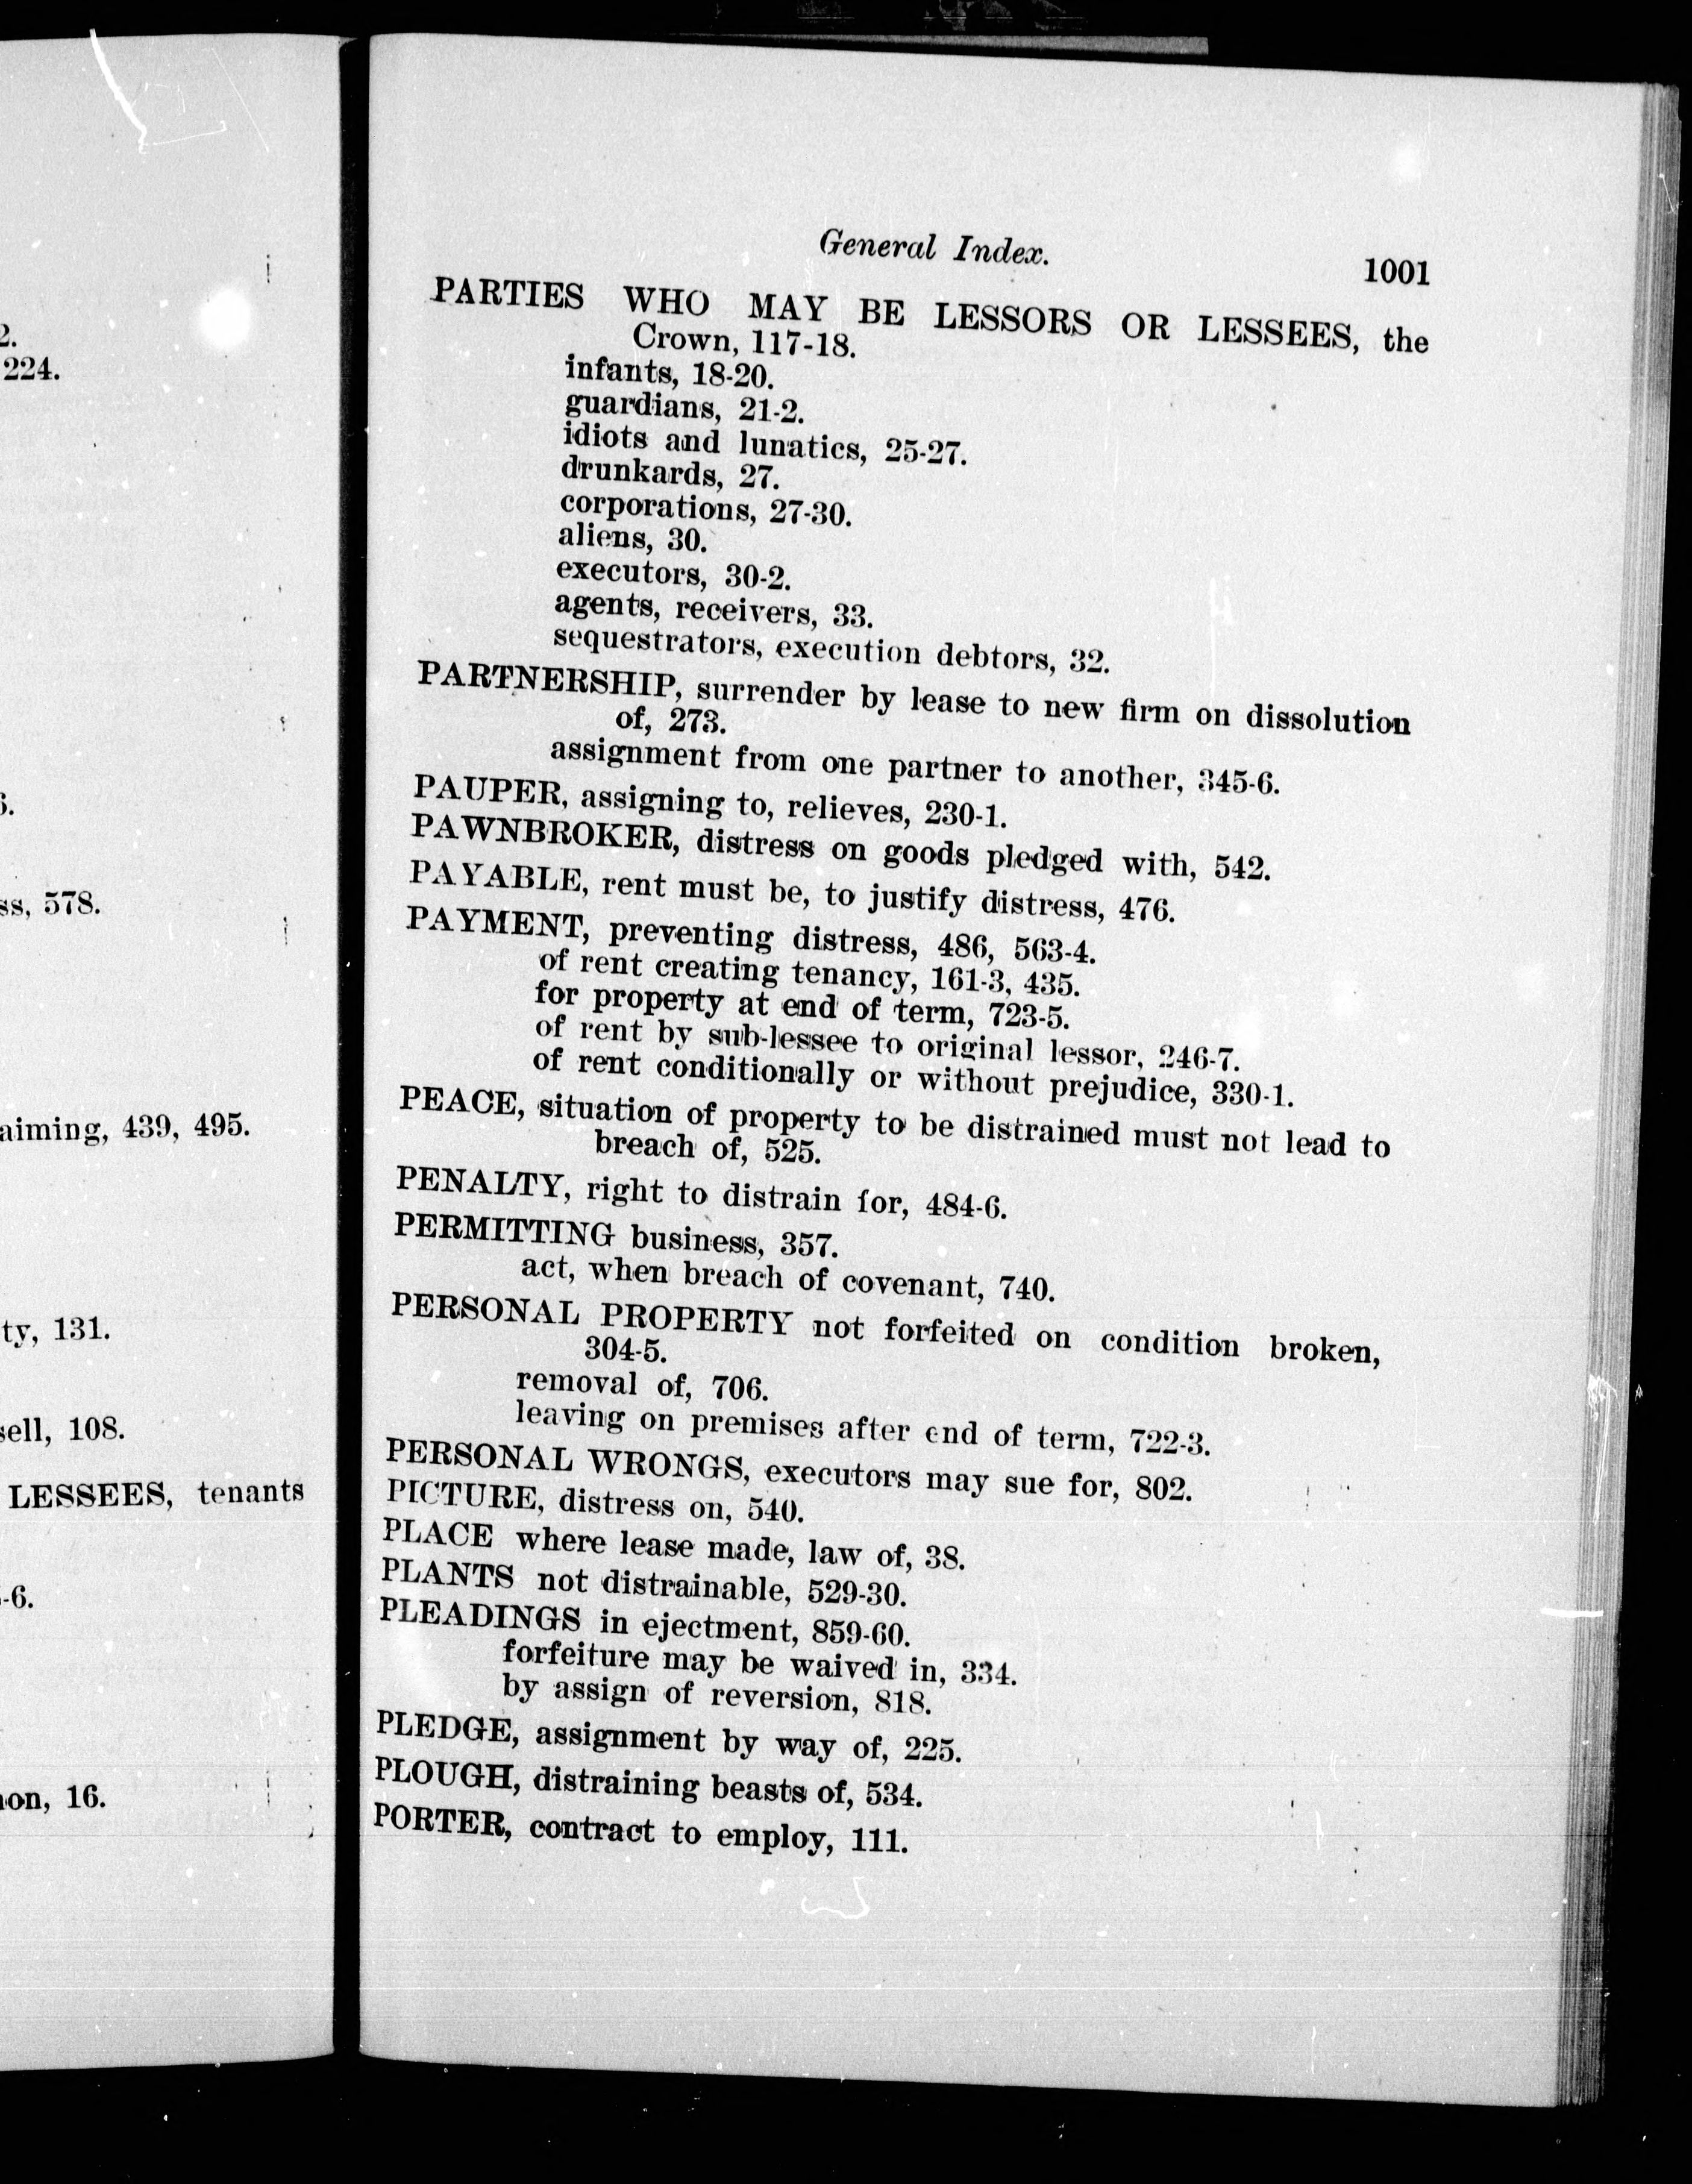 2.
224.
ss, 578.
aiming, 439, 495.
ty, 131.
sell, 108.
LESSEES, tenants
-6.
on, 16.
General Index.
1001
PARTIES WHO MAY BE LESSORS OR LESSEES, the
Crown, 117-18.
infants, 18-20.
guardians, 21-2.
idiots and lunatics, 25-27.
drunkards, 27.
corporations, 27-30.
aliens, 30.
executors, 30-2.
agents, receivers, 33.
sequestrators, execution debtors, 32.
PARTNERSHIP, surrender by lease to new firm on dissolution
of, 273.
assignment from one partner to another, 345-6.
PAUPER, assigning to, relieves, 230-1.
PAWNBROKER, distress on goods pledged with, 542.
PAYABLE, rent must be, to justify distress, 476.
PAYMENT, preventing distress, 486, 563-4.
of rent creating tenancy, 161-3, 435.
for property at end of term, 723-5.
of rent by sub-lessee to original lessor, 246-7.
of rent conditionally or without prejudice, 330-1.
PEACE, situation of property to be distrained must not lead to
breach of, 525.
PENALTY, right to distrain for, 484-6.
PERMITTING business, 357.
act, when breach of covenant, 740.
PERSONAL PROPERTY not forfeited on condition broken,
304-5.
removal of, 706.
leaving on premises after end of term, 722-3.
PERSONAL WRONGS, executors may sue for, 802.
PICTURE, distress on, 540.
PLACE where lease made, law of, 38.
PLANTS not distrainable, 529-30.
PLEADINGS in ejectment, 859-60.
forfeiture may be waived in, 334.
by assign of reversion, 818.
PLEDGE, assignment by way of, 225.
PLOUGH, distraining beasts of, 534.
PORTER, contract to employ, 111.